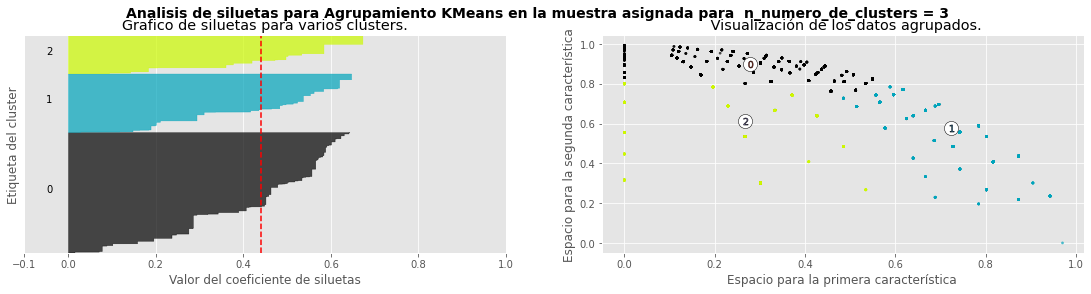 Analisis de siluetas para Agrupamiento KMeans en la muestra asignada para n_numero_de_clusters = 3
Grafico de siluetas para varios clusters.
Etiqueta del cluster
2
1
0
−0.1 0.0 0.2 0.4 0.6 0.8 1.0
Valor del coeficiente de siluetas
Visualización de los datos agrupados.
Espacio para la segunda característica
1.0
0.8
0.6
0.4
0.2
0.0
0
2
1
0.0 0.2 0.4 0.6 0.8 1.0
Espacio para la primera característica